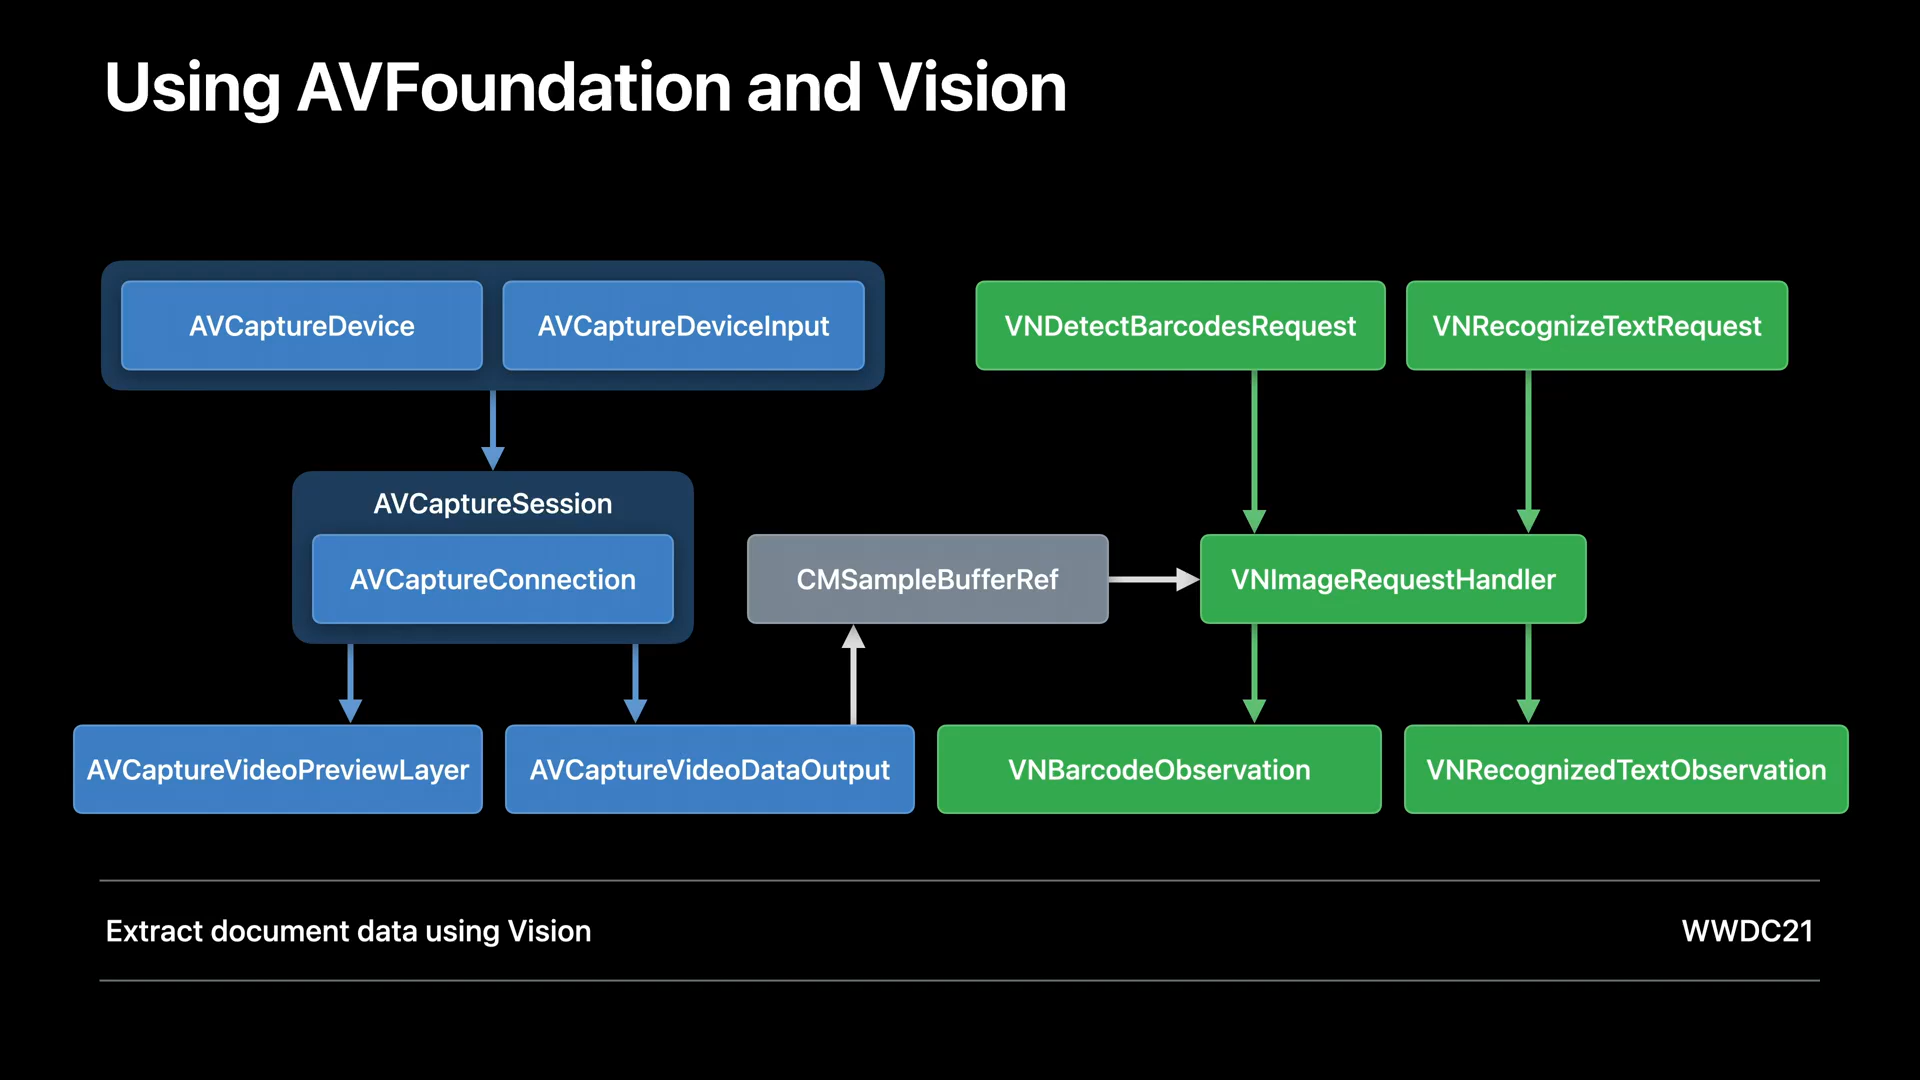 Using AVFoundation and Vision
AVCaptureDevice
AVCaptureDeviceInput
VNDetectBarcodesRequest
VNRecognizeTextRequest
AVCaptureSession
AVCaptureConnection
CMSampleBufferRef
VNImageRequestHandler
AVCaptureVideoPreviewLayer
AVCaptureVideoDataOutput
VNBarcodeObservation
VNRecognizedTextObservation
Extract document data using Vision
WWDC21